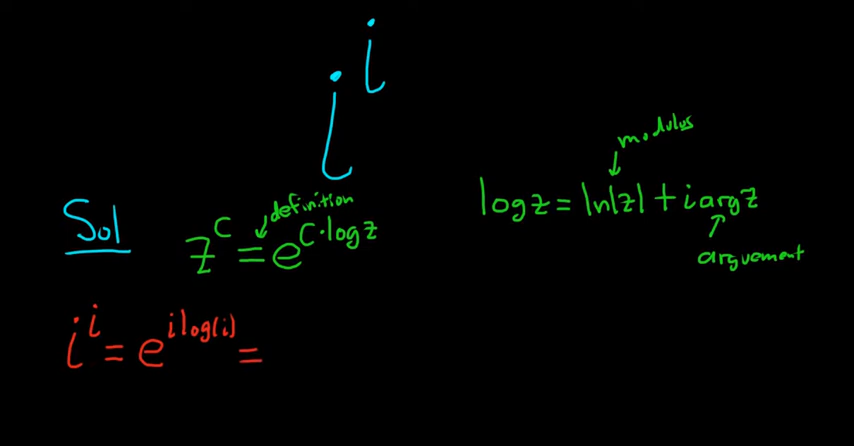 i^i
modulus
log z = ln|z| + i arg z
arguement
Sol
definition
z^c = e^{c·log z}
i^i = e^{i log(i)} =